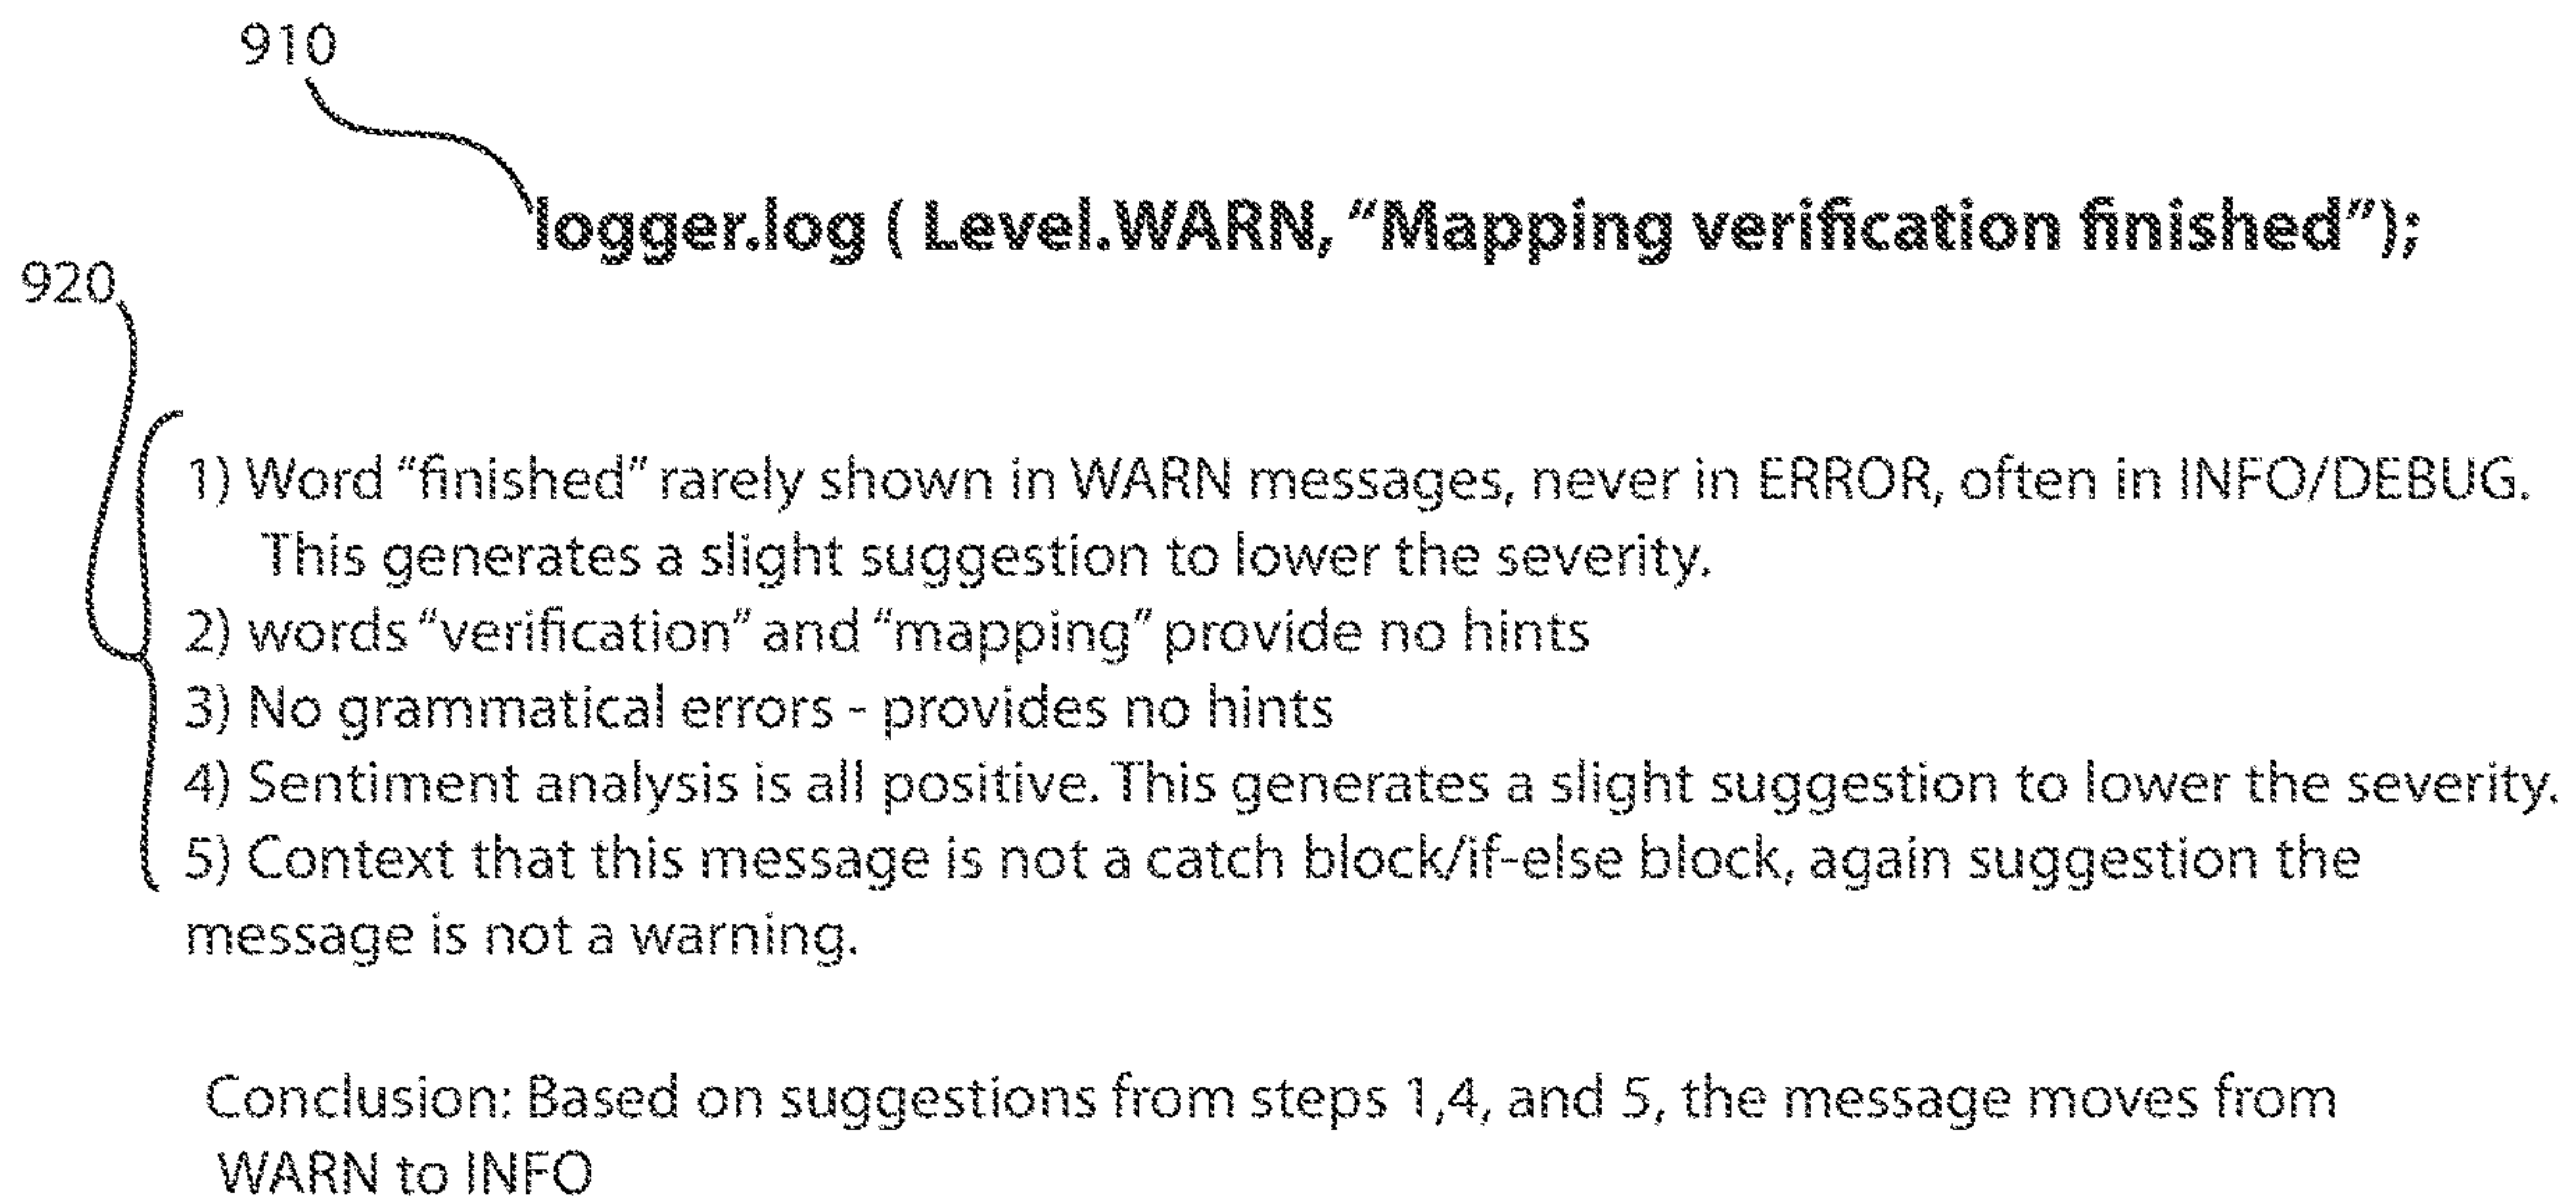 910
logger.log ( Level.WARN, “Mapping verification finished”);
920
1) Word “finished” rarely shown in WARN messages, never in ERROR, often in INFO/DEBUG.
This generates a slight suggestion to lower the severity.
2) words “verification” and “mapping” provide no hints
3) No grammatical errors - provides no hints
4) Sentiment analysis is all positive. This generates a slight suggestion to lower the severity.
5) Context that this message is not a catch block/if-else block, again suggestion the
message is not a warning.
Conclusion: Based on suggestions from steps 1,4, and 5, the message moves from
WARN to INFO